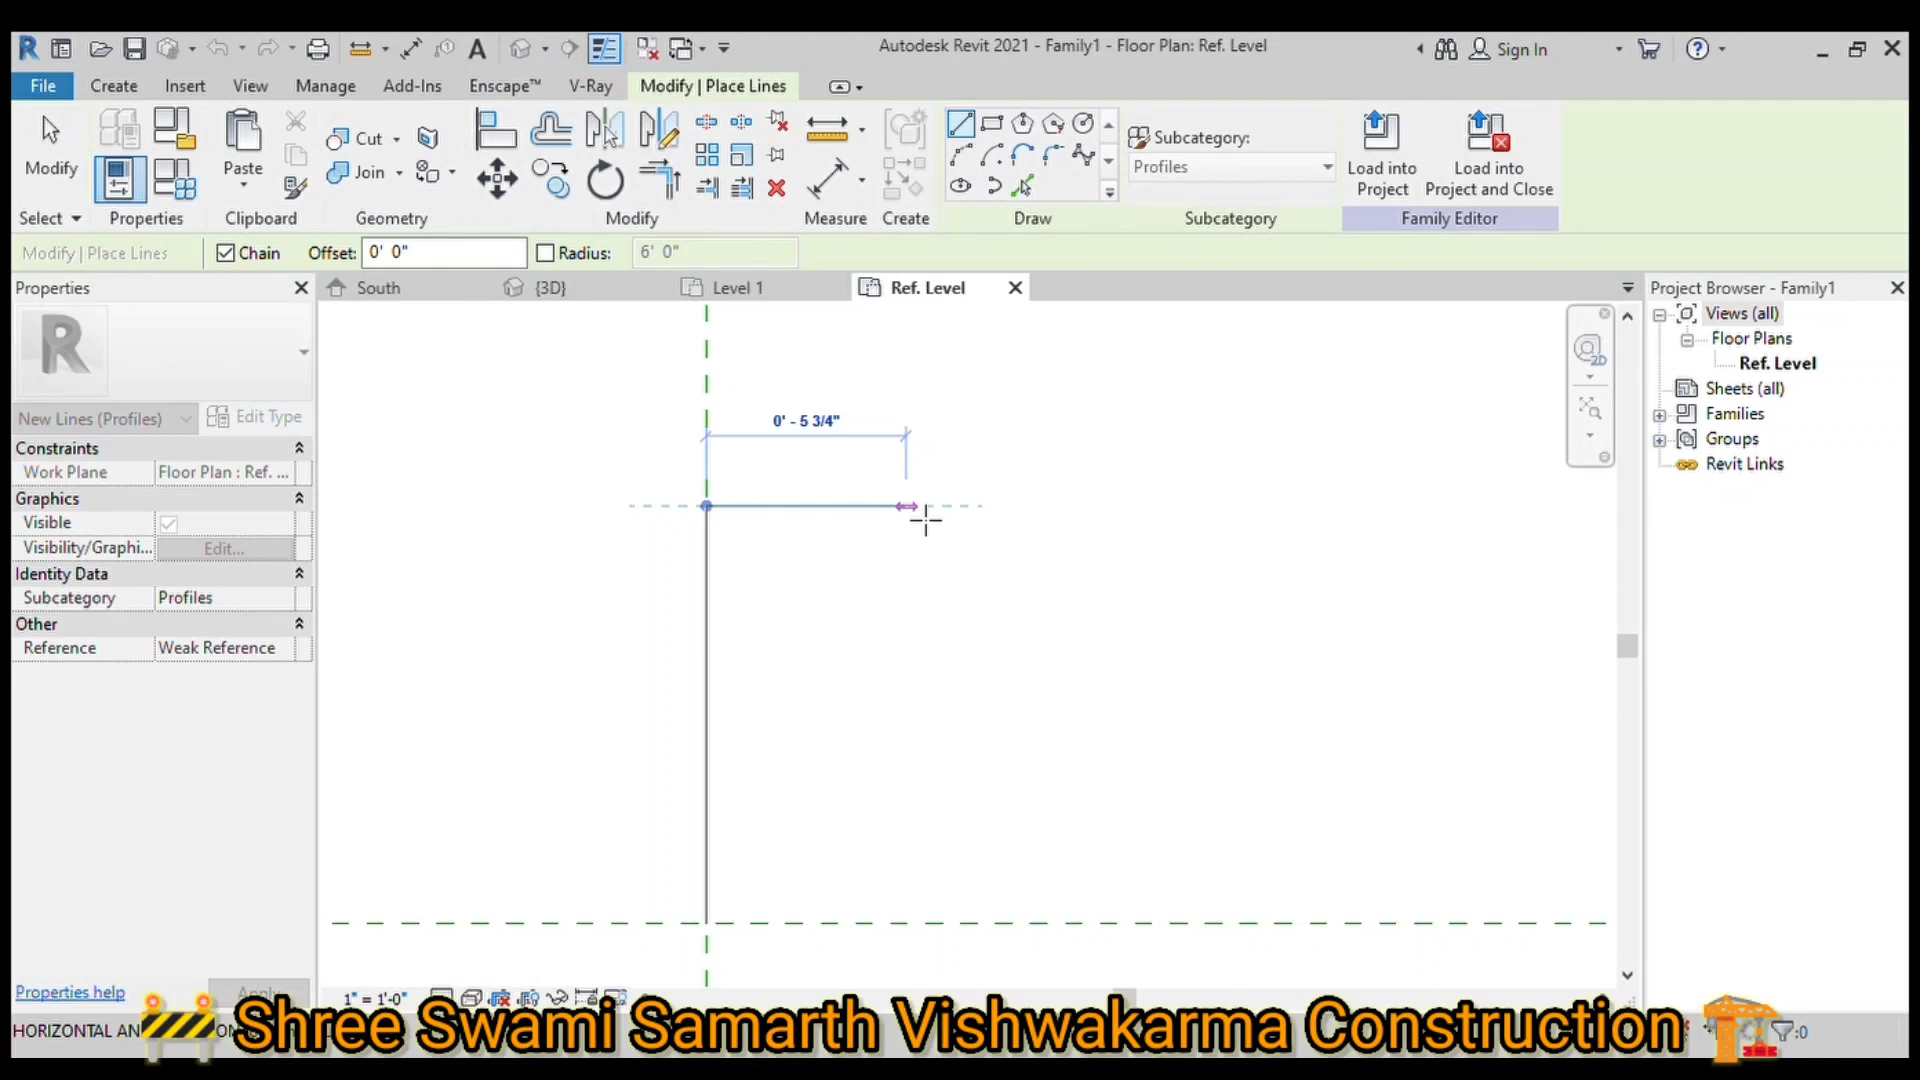 Autodesk Revit 2021 - Family1 - Floor Plan: Ref. Level
Sign In
File Create Insert View Manage Add-Ins Enscape™ V-Ray Modify | Place Lines
Modify
Paste
Cut
Join
Subcategory:
Profiles
Load into Project
Load into Project and Close
Select Properties Clipboard Geometry Modify Measure Create Draw Subcategory Family Editor
Modify | Place Lines Chain Offset: 0' 0" Radius: 6' 0"
Properties
South {3D} Level 1 Ref. Level
Project Browser - Family1
R
New Lines (Profiles) Edit Type
Constraints
Work Plane Floor Plan : Ref. ...
Graphics
Visible
Visibility/Graphi... Edit...
Identity Data
Subcategory Profiles
Other
Reference Weak Reference
Properties help
0' - 5 3/4"
2D
Views (all)
Floor Plans
Ref. Level
Sheets (all)
Families
Groups
Revit Links
1" = 1'-0"
HORIZONTAL AN
Shree Swami Samarth Vishwakarma Construction
:0